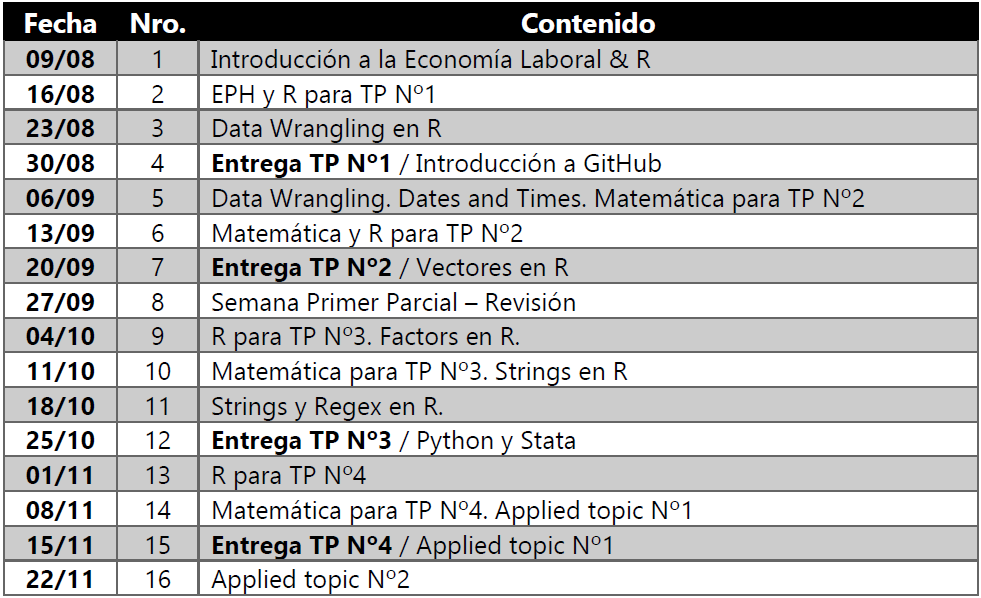 Fecha Nro. Contenido
09/08 1 Introducción a la Economía Laboral & R
16/08 2 EPH y R para TP Nº1
23/08 3 Data Wrangling en R
30/08 4 Entrega TP Nº1 / Introducción a GitHub
06/09 5 Data Wrangling. Dates and Times. Matemática para TP Nº2
13/09 6 Matemática y R para TP Nº2
20/09 7 Entrega TP Nº2 / Vectores en R
27/09 8 Semana Primer Parcial – Revisión
04/10 9 R para TP Nº3. Factors en R.
11/10 10 Matemática para TP Nº3. Strings en R
18/10 11 Strings y Regex en R.
25/10 12 Entrega TP Nº3 / Python y Stata
01/11 13 R para TP Nº4
08/11 14 Matemática para TP Nº4. Applied topic Nº1
15/11 15 Entrega TP Nº4 / Applied topic Nº1
22/11 16 Applied topic Nº2